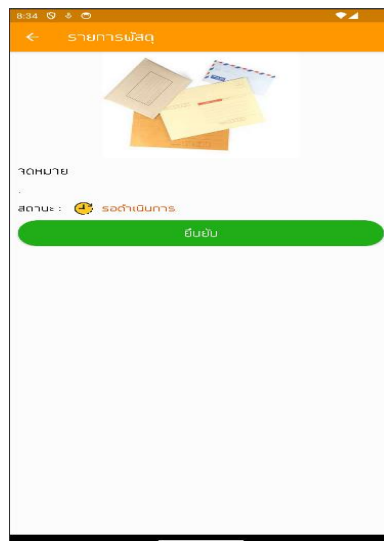 8:34
รายการพัสดุ
จดหมาย
.
สถานะ : รอดำเนินการ
ยืนยัน